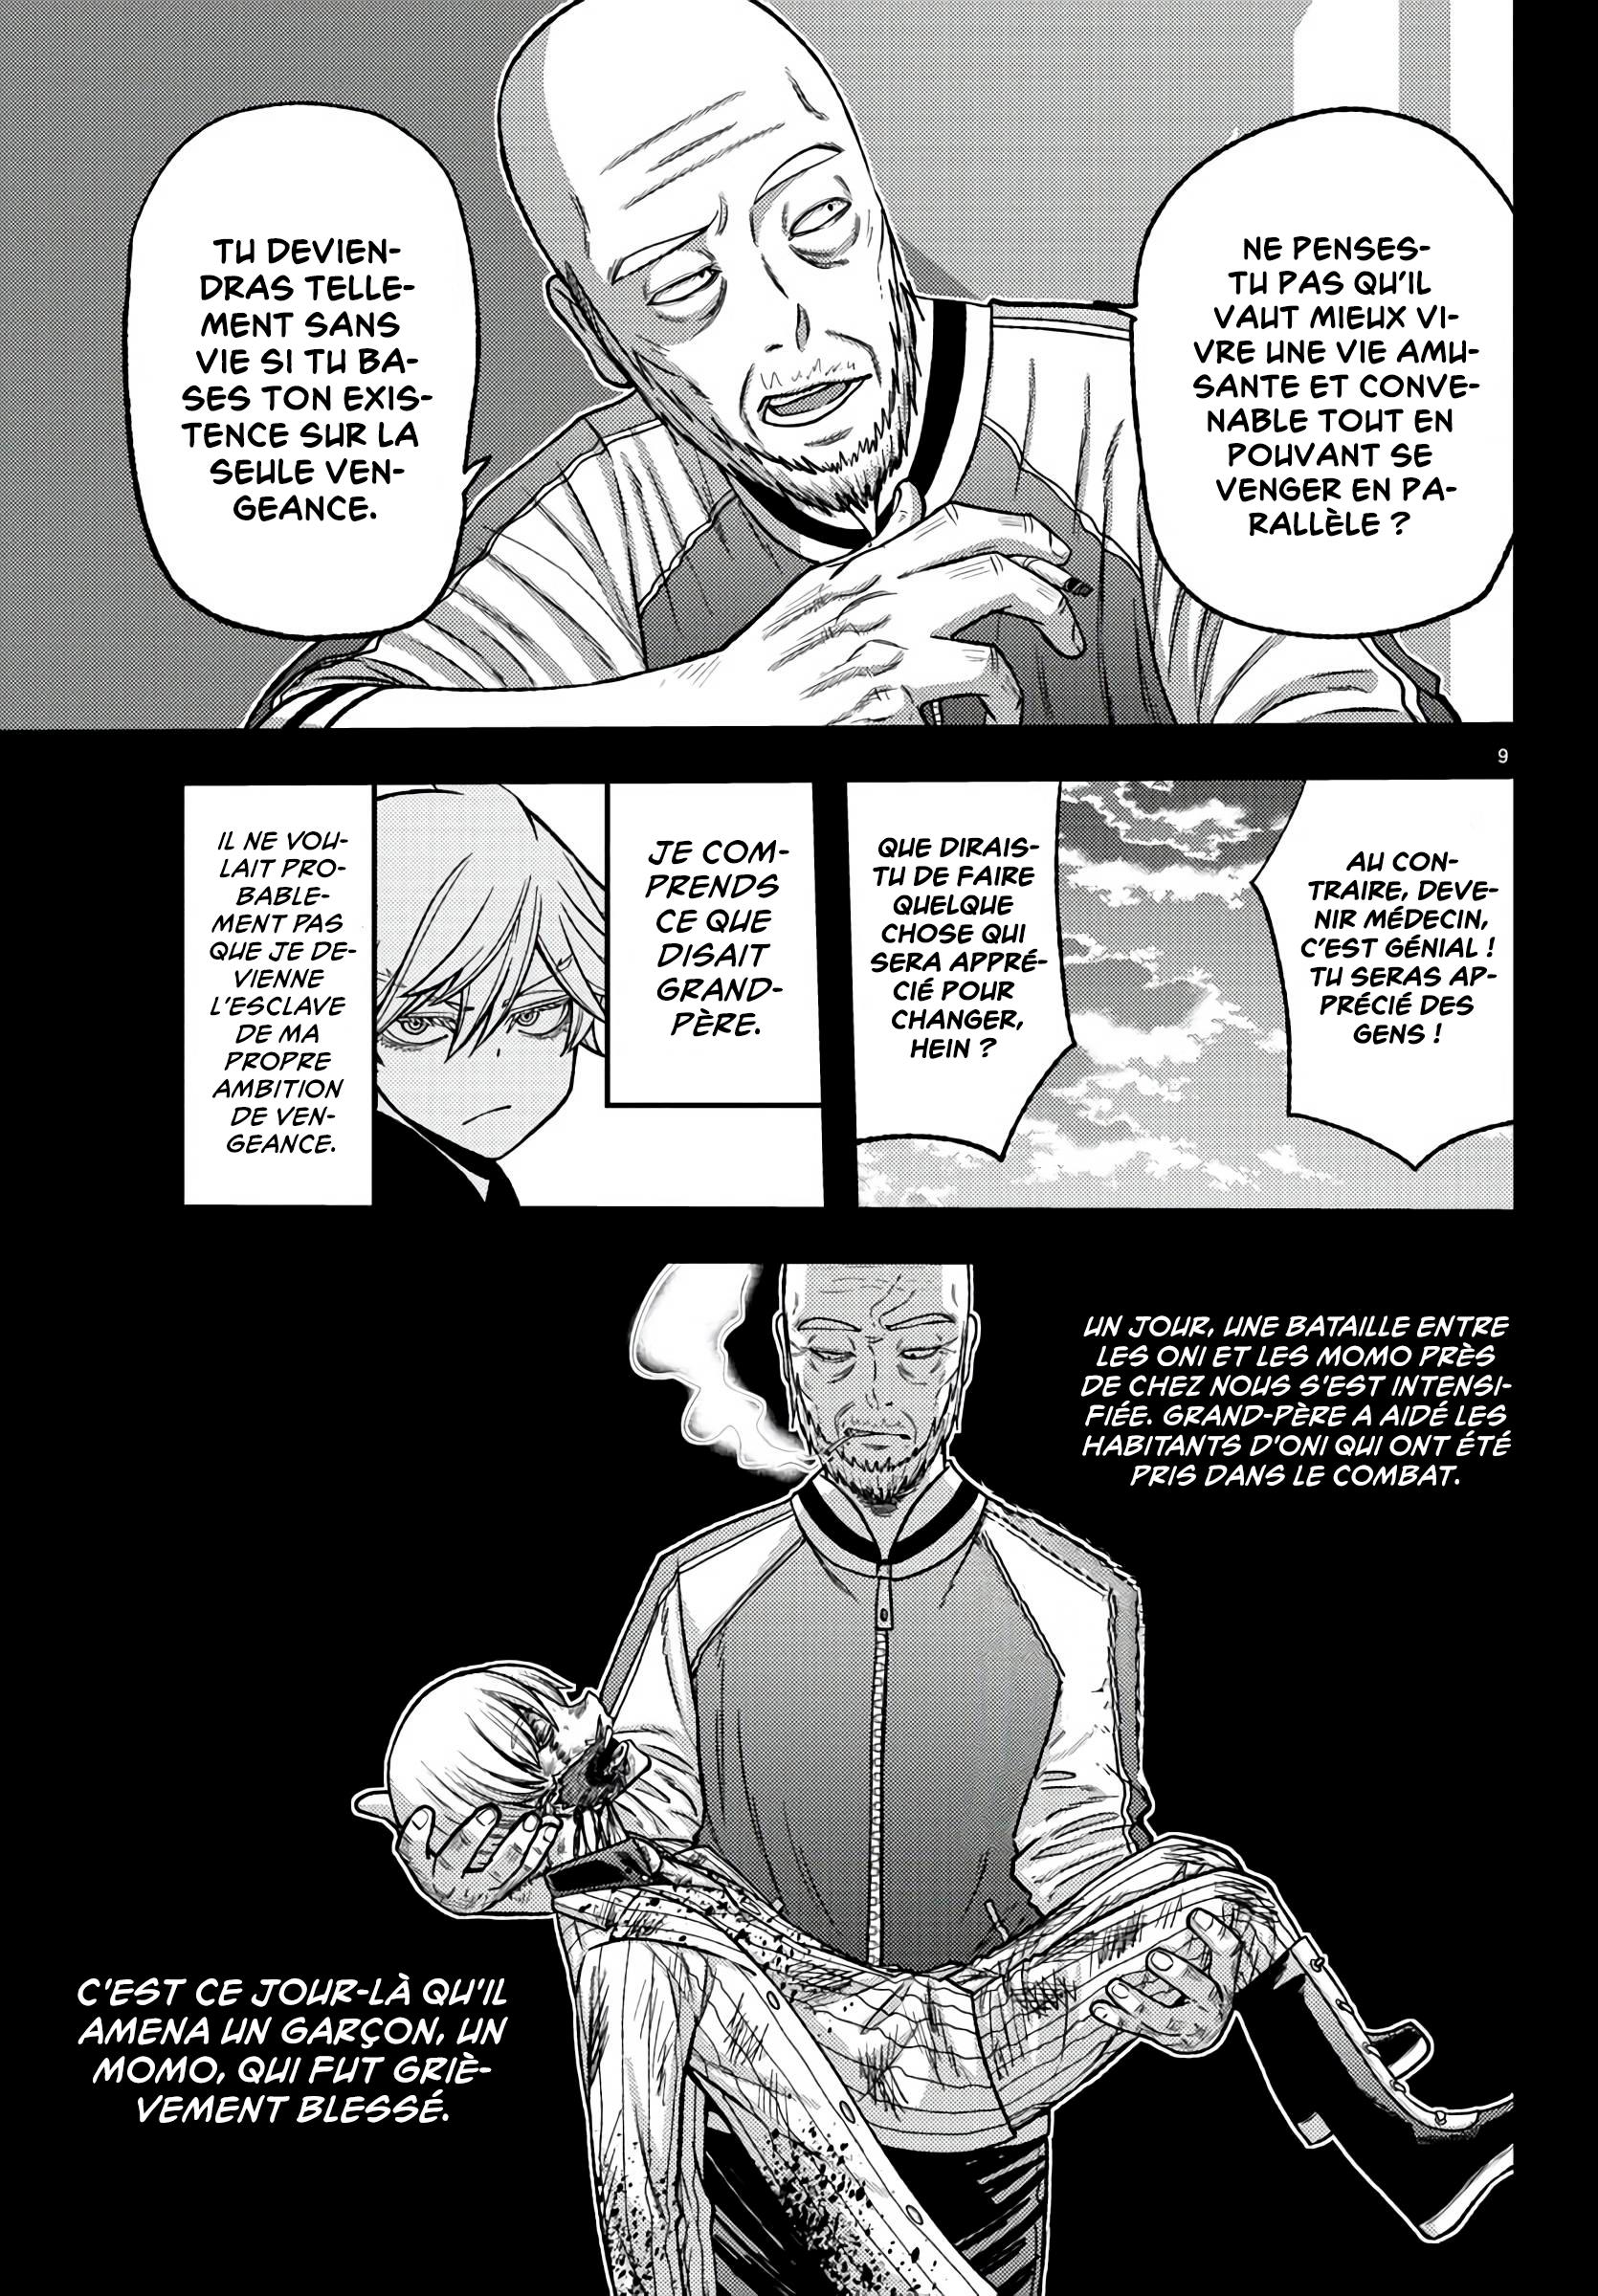 NE PENSES-
TU PAS QU'IL
VAUT MIEUX VI-
VRE UNE VIE AMU-
SANTE ET CONVE-
NABLE TOUT EN
POUVANT SE
VENGER EN PA-
RALLÈLE ?
TU DEVIEN-
DRAS TELLE-
MENT SANS
VIE SI TU BA-
SES TON EXIS-
TENCE SUR LA
SEULE VEN-
GEANCE.
9
AU CON-
TRAIRE, DEVE-
NIR MÉDECIN,
C'EST GÉNIAL !
TU SERAS AP-
PRÉCIÉ DES
GENS !
QUE DIRAIS-
TU DE FAIRE
QUELQUE
CHOSE QUI
SERA APPRÉ-
CIÉ POUR
CHANGER,
HEIN ?
JE COM-
PRENDS
CE QUE
DISAIT
GRAND-
PÈRE.
IL NE VOU-
LAIT PRO-
BABLE-
MENT PAS
QUE JE DE-
VIENNE
L'ESCLAVE
DE MA
PROPRE
AMBITION
DE VEN-
GEANCE.
UN JOUR, UNE BATAILLE ENTRE
LES ONI ET LES MOMO PRÈS
DE CHEZ NOUS S'EST INTENSI-
FIÉE. GRAND-PÈRE A AIDÉ LES
HABITANTS D'ONI QUI ONT ÉTÉ
PRIS DANS LE COMBAT.
C'EST CE JOUR-LÀ QU'IL
AMENA UN GARÇON, UN
MOMO, QUI FUT GRIÈ-
VEMENT BLESSÉ.